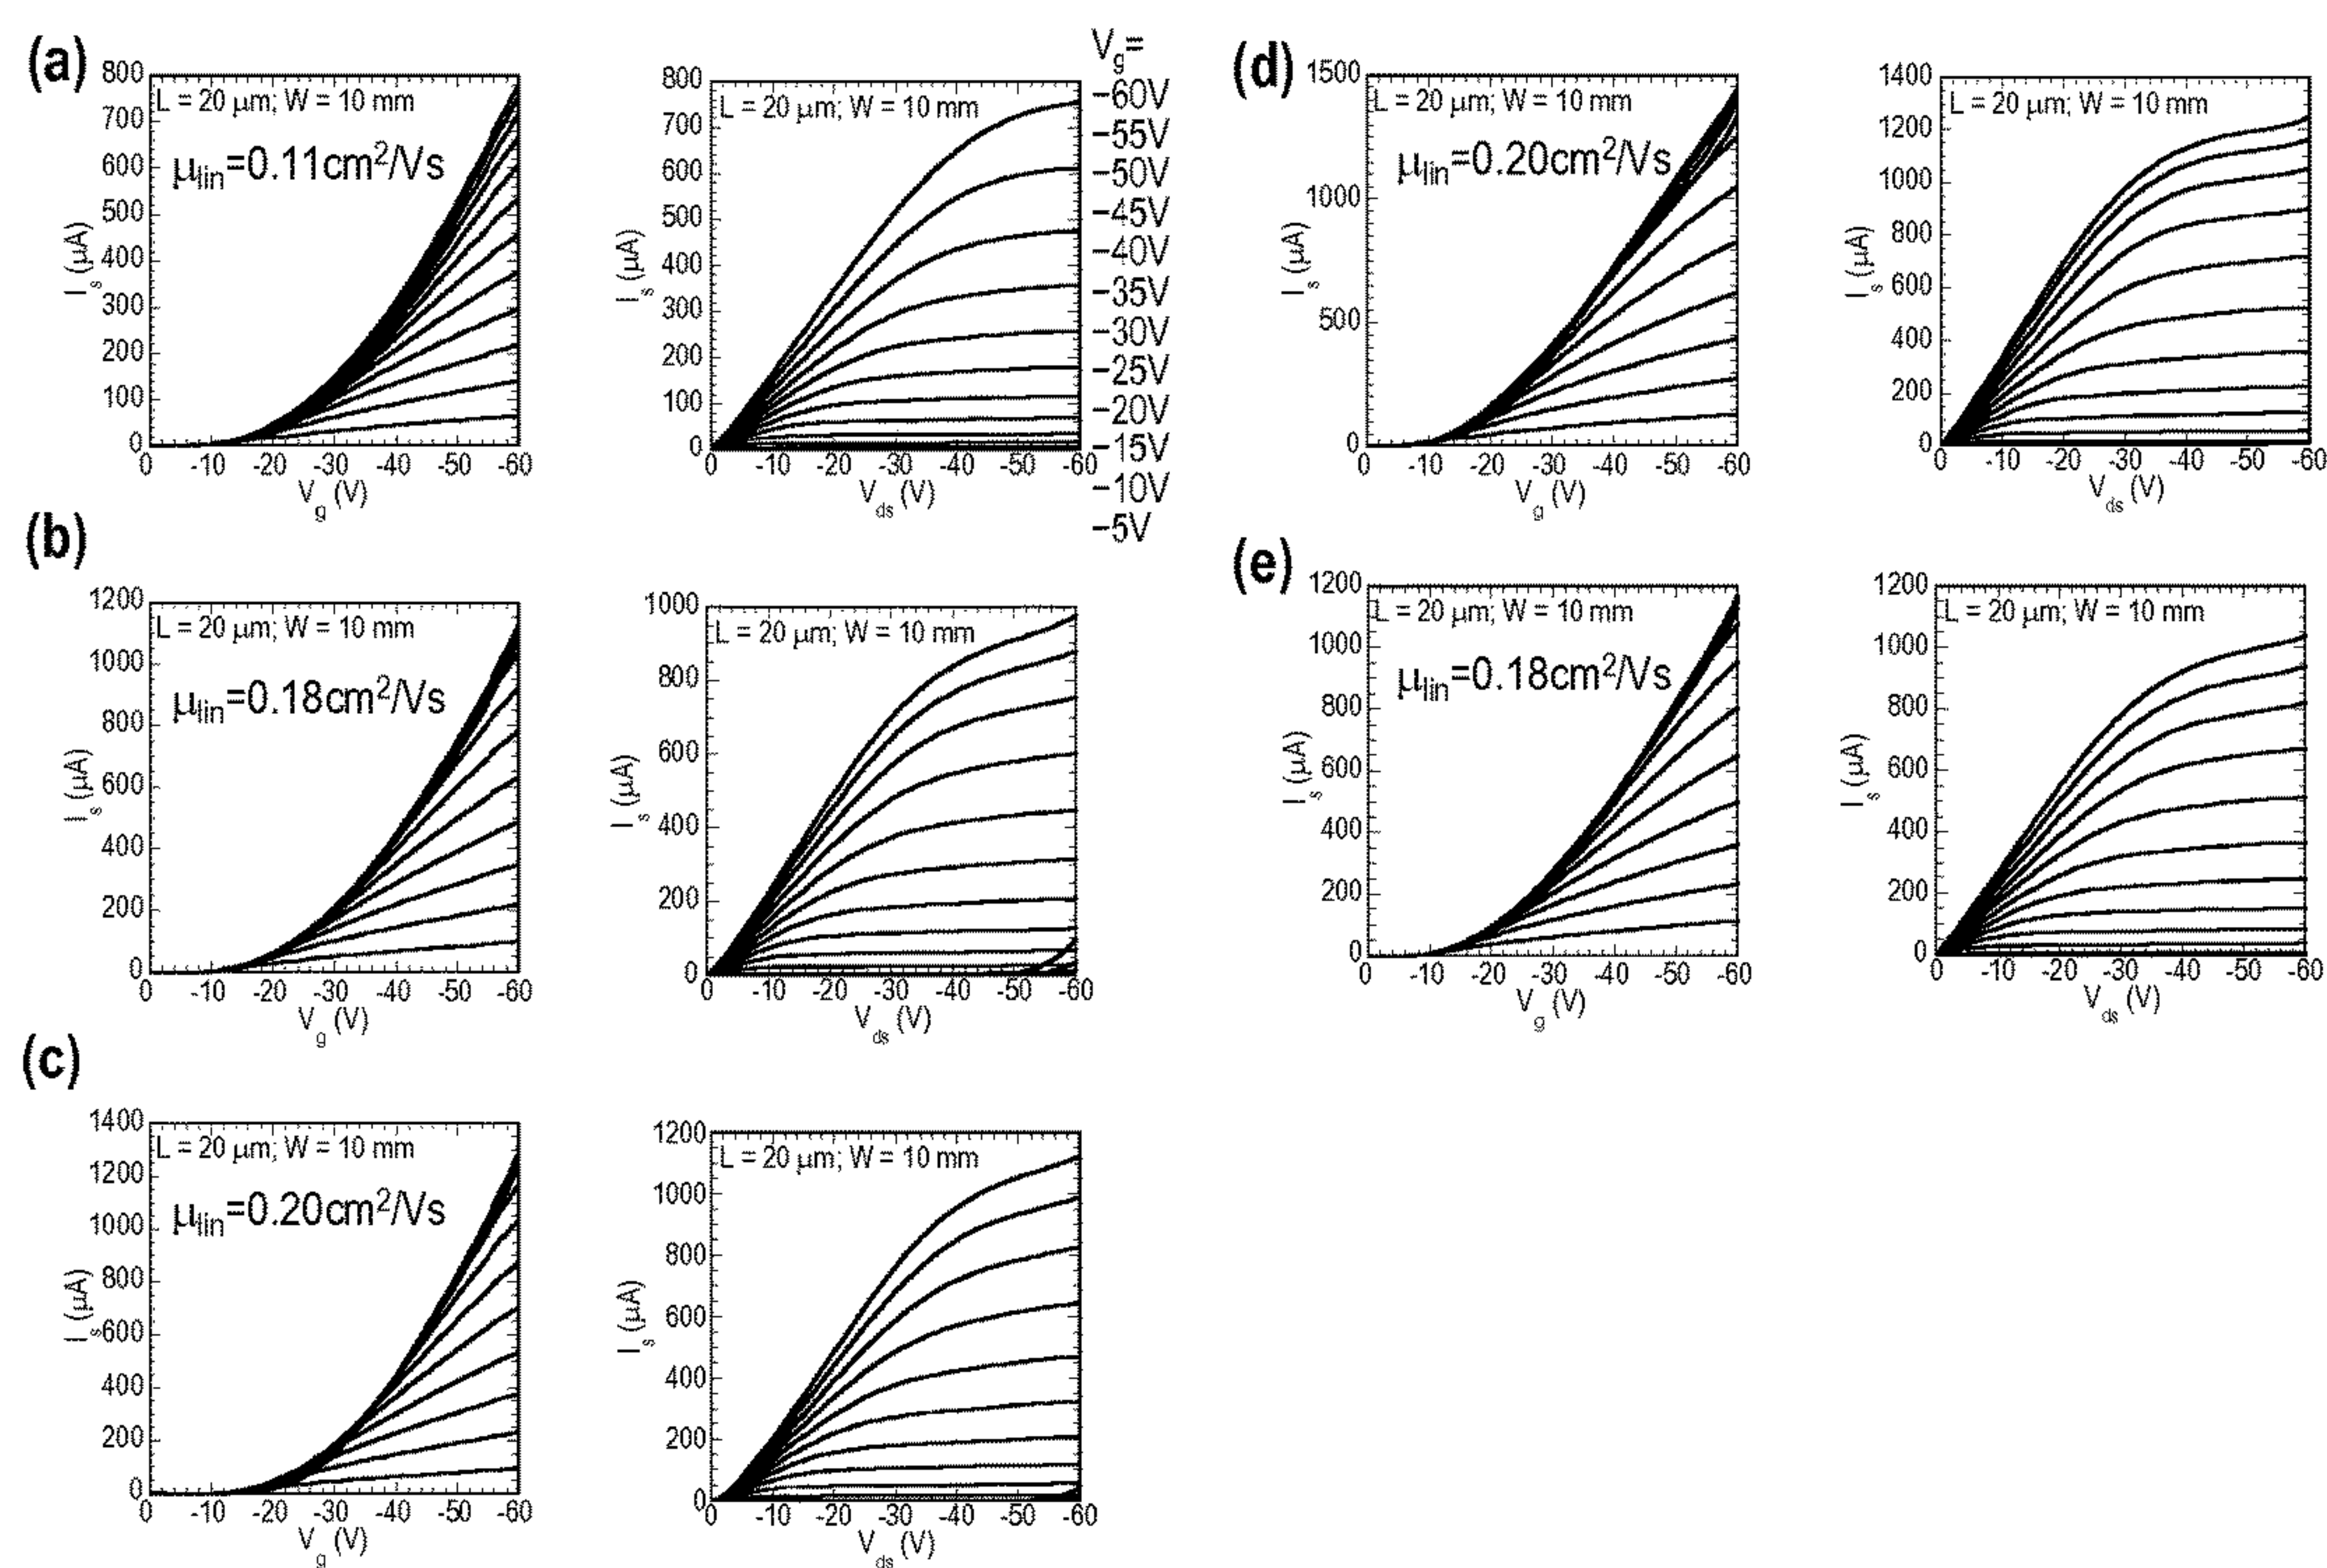 (a)
800
700
600
500
400
300
200
100
0
I_s (µA)
L = 20 µm; W = 10 mm
µ_lin=0.11cm²/Vs
0 -10 -20 -30 -40 -50 -60
V_g (V)
800
700
600
500
400
300
200
100
0
I_s (µA)
L = 20 µm; W = 10 mm
0 -10 -20 -30 -40 -50 -60
V_ds (V)
V_g=
−60V
−55V
−50V
−45V
−40V
−35V
−30V
−25V
−20V
−15V
−10V
−5V
(b)
1200
1000
800
600
400
200
0
I_s (µA)
L = 20 µm; W = 10 mm
µ_lin=0.18cm²/Vs
0 -10 -20 -30 -40 -50 -60
V_g (V)
1000
800
600
400
200
0
I_s (µA)
L = 20 µm; W = 10 mm
0 -10 -20 -30 -40 -50 -60
V_ds (V)
(c)
1400
1200
1000
800
600
400
200
0
I_s (µA)
L = 20 µm; W = 10 mm
µ_lin=0.20cm²/Vs
0 -10 -20 -30 -40 -50 -60
V_g (V)
1200
1000
800
600
400
200
0
I_s (µA)
L = 20 µm; W = 10 mm
0 -10 -20 -30 -40 -50 -60
V_ds (V)
(d)
1500
1000
500
0
I_s (µA)
L = 20 µm; W = 10 mm
µ_lin=0.20cm²/Vs
0 -10 -20 -30 -40 -50 -60
V_g (V)
1400
1200
1000
800
600
400
200
0
I_s (µA)
L = 20 µm; W = 10 mm
0 -10 -20 -30 -40 -50 -60
V_ds (V)
(e)
1200
1000
800
600
400
200
0
I_s (µA)
L = 20 µm; W = 10 mm
µ_lin=0.18cm²/Vs
0 -10 -20 -30 -40 -50 -60
V_g (V)
1200
1000
800
600
400
200
0
I_s (µA)
L = 20 µm; W = 10 mm
0 -10 -20 -30 -40 -50 -60
V_ds (V)